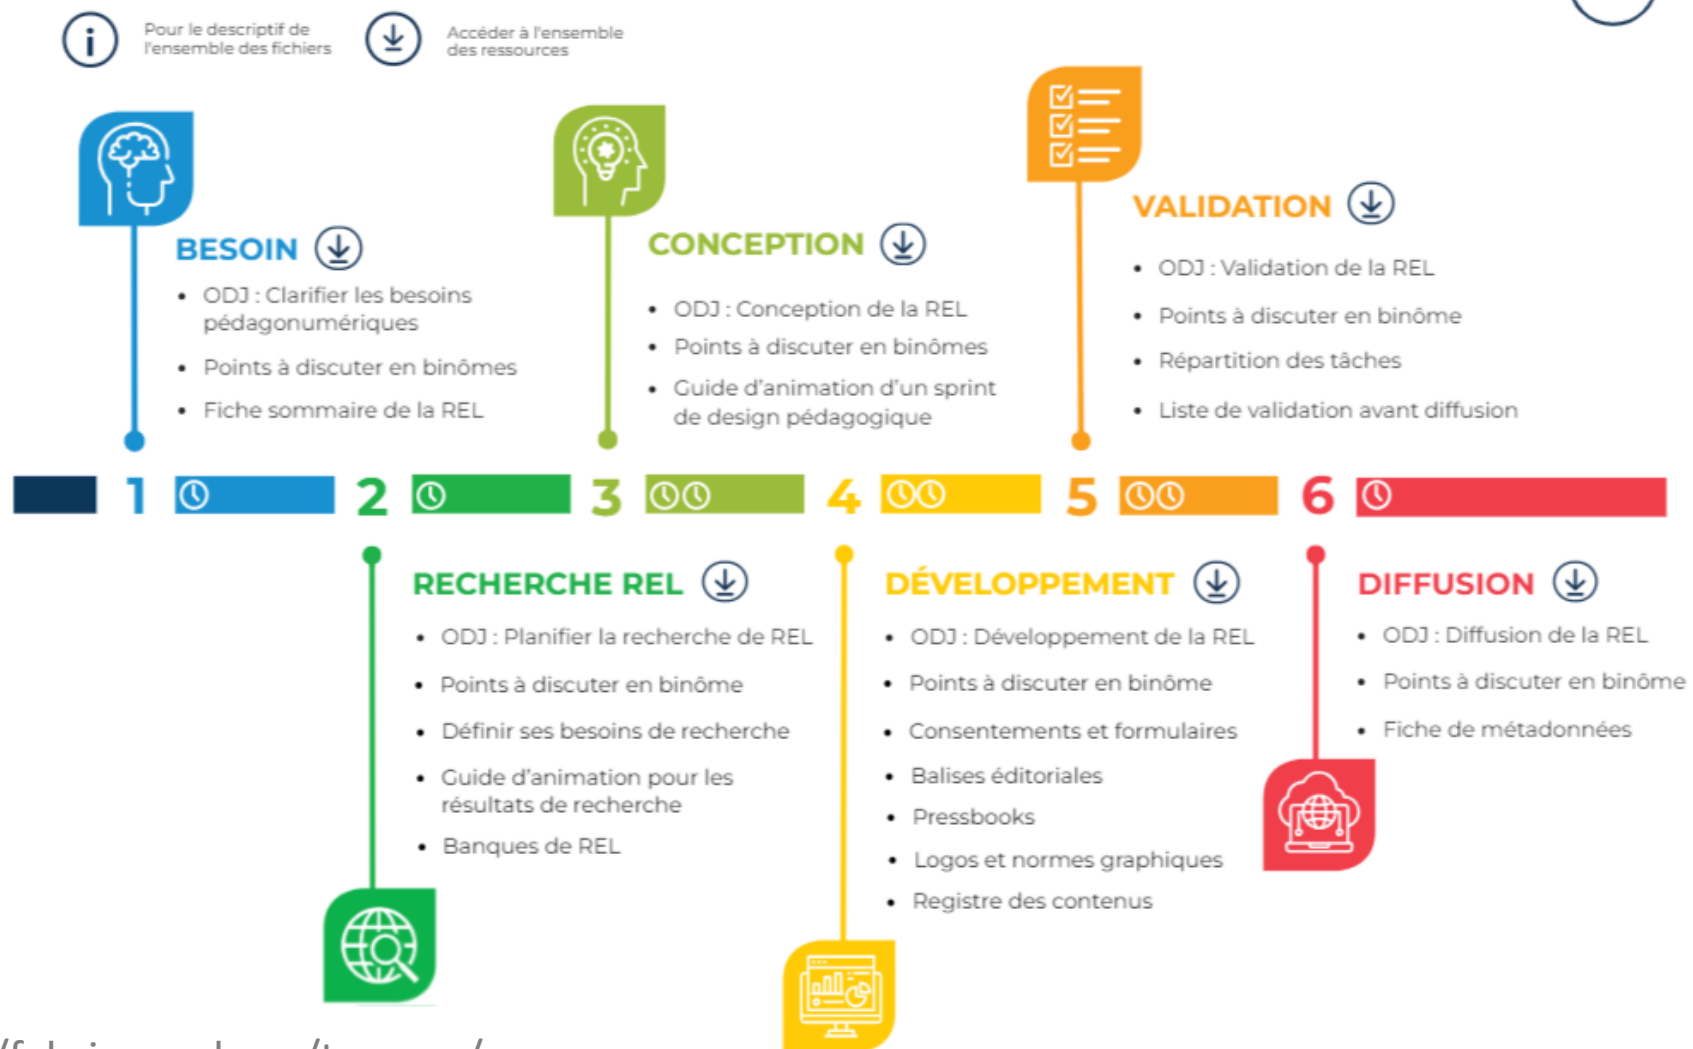 Pour le descriptif de
l'ensemble des fichiers
Accéder à l'ensemble
des ressources
BESOIN
• ODJ : Clarifier les besoins
pédagonumériques
• Points à discuter en binômes
• Fiche sommaire de la REL
CONCEPTION
• ODJ : Conception de la REL
• Points à discuter en binômes
• Guide d'animation d'un sprint
de design pédagogique
VALIDATION
• ODJ : Validation de la REL
• Points à discuter en binôme
• Répartition des tâches
• Liste de validation avant diffusion
1 2 3 4 5 6
RECHERCHE REL
• ODJ : Planifier la recherche de REL
• Points à discuter en binôme
• Définir ses besoins de recherche
• Guide d'animation pour les
résultats de recherche
• Banques de REL
DÉVELOPPEMENT
• ODJ : Développement de la REL
• Points à discuter en binôme
• Consentements et formulaires
• Balises éditoriales
• Pressbooks
• Logos et normes graphiques
• Registre des contenus
DIFFUSION
• ODJ : Diffusion de la REL
• Points à discuter en binôme
• Fiche de métadonnées